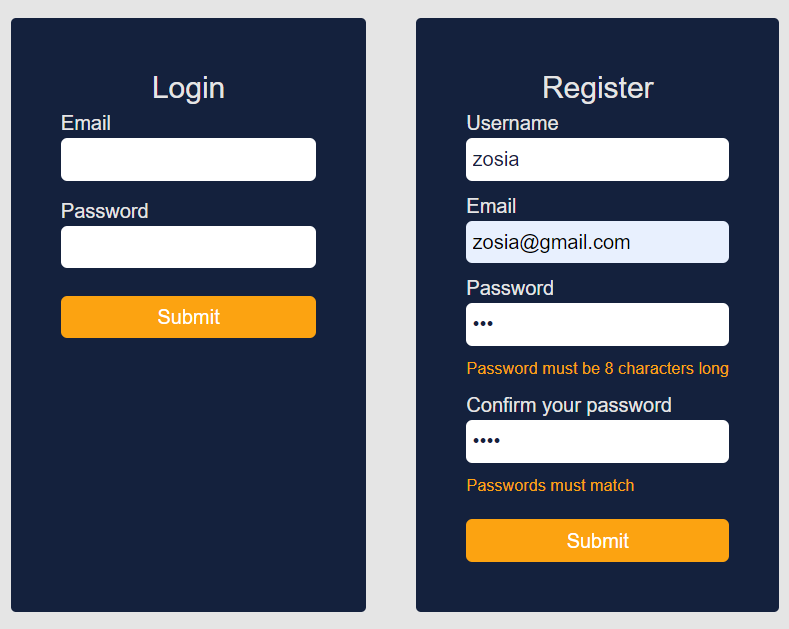 Login
Email
Password
Submit
Register
Username
zosia
Email
zosia@gmail.com
Password
•••
Password must be 8 characters long
Confirm your password
••••
Passwords must match
Submit